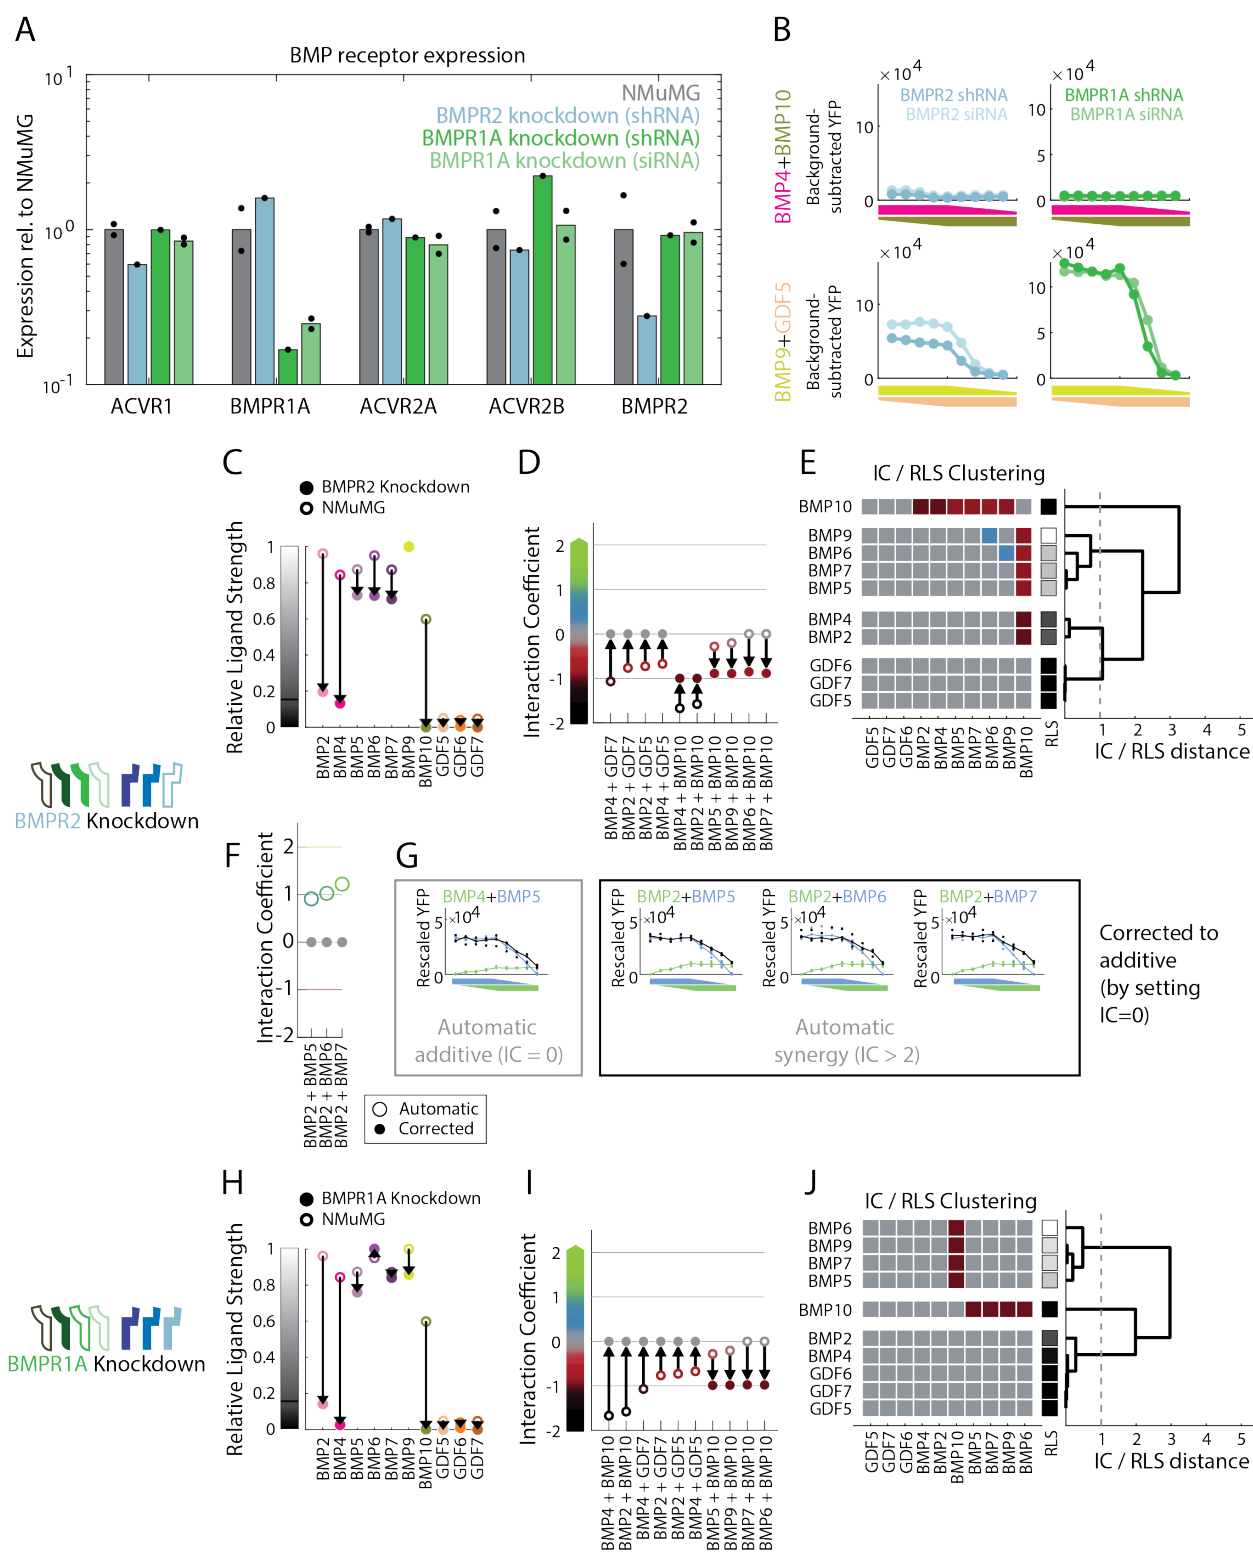 A
BMP receptor expression
Expression rel. to NMuMG
10^1
10^0
10^-1
NMuMG
BMPR2 knockdown (shRNA)
BMPR1A knockdown (shRNA)
BMPR1A knockdown (siRNA)
ACVR1
BMPR1A
ACVR2A
ACVR2B
BMPR2
B
BMP4+BMP10
Background-
subtracted YFP
× 10^4
BMPR2 shRNA
BMPR2 siRNA
10
0
× 10^4
BMPR1A shRNA
BMPR1A siRNA
10
5
0
BMP9+GDF5
Background-
subtracted YFP
× 10^4
10
0
× 10^4
10
5
0
C
BMPR2 Knockdown
NMuMG
Relative Ligand Strength
1
0.8
0.6
0.4
0.2
0
BMP2
BMP4
BMP5
BMP6
BMP7
BMP9
BMP10
GDF5
GDF6
GDF7
D
Interaction Coefficient
2
1
0
-1
-2
BMP4 + GDF7
BMP2 + GDF7
BMP2 + GDF5
BMP4 + GDF5
BMP4 + BMP10
BMP2 + BMP10
BMP5 + BMP10
BMP9 + BMP10
BMP6 + BMP10
BMP7 + BMP10
E
IC / RLS Clustering
BMP10
BMP9
BMP6
BMP7
BMP5
BMP4
BMP2
GDF6
GDF7
GDF5
GDF5
GDF7
GDF6
BMP2
BMP4
BMP5
BMP7
BMP6
BMP9
BMP10
RLS
0
1
2
3
4
5
IC / RLS distance
BMPR2 Knockdown
F
Interaction Coefficient
2
1
0
-1
-2
BMP2 + BMP5
BMP2 + BMP6
BMP2 + BMP7
Automatic
Corrected
G
BMP4+BMP5
Rescaled YFP
5
×10^4
0
Automatic
additive (IC = 0)
BMP2+BMP5
Rescaled YFP
5
×10^4
0
BMP2+BMP6
Rescaled YFP
5
×10^4
0
BMP2+BMP7
Rescaled YFP
5
×10^4
0
Automatic
synergy (IC > 2)
Corrected to
additive
(by setting
IC=0)
BMPR1A Knockdown
H
BMPR1A Knockdown
NMuMG
Relative Ligand Strength
1
0.8
0.6
0.4
0.2
0
BMP2
BMP4
BMP5
BMP6
BMP7
BMP9
BMP10
GDF5
GDF6
GDF7
I
Interaction Coefficient
2
1
0
-1
-2
BMP4 + BMP10
BMP2 + BMP10
BMP4 + GDF7
BMP2 + GDF7
BMP2 + GDF5
BMP4 + GDF5
BMP5 + BMP10
BMP9 + BMP10
BMP7 + BMP10
BMP6 + BMP10
J
IC / RLS Clustering
BMP6
BMP9
BMP7
BMP5
BMP10
BMP2
BMP4
GDF6
GDF7
GDF5
GDF5
GDF7
GDF6
BMP4
BMP2
BMP10
BMP5
BMP7
BMP9
BMP6
RLS
1
2
3
4
5
IC / RLS distance